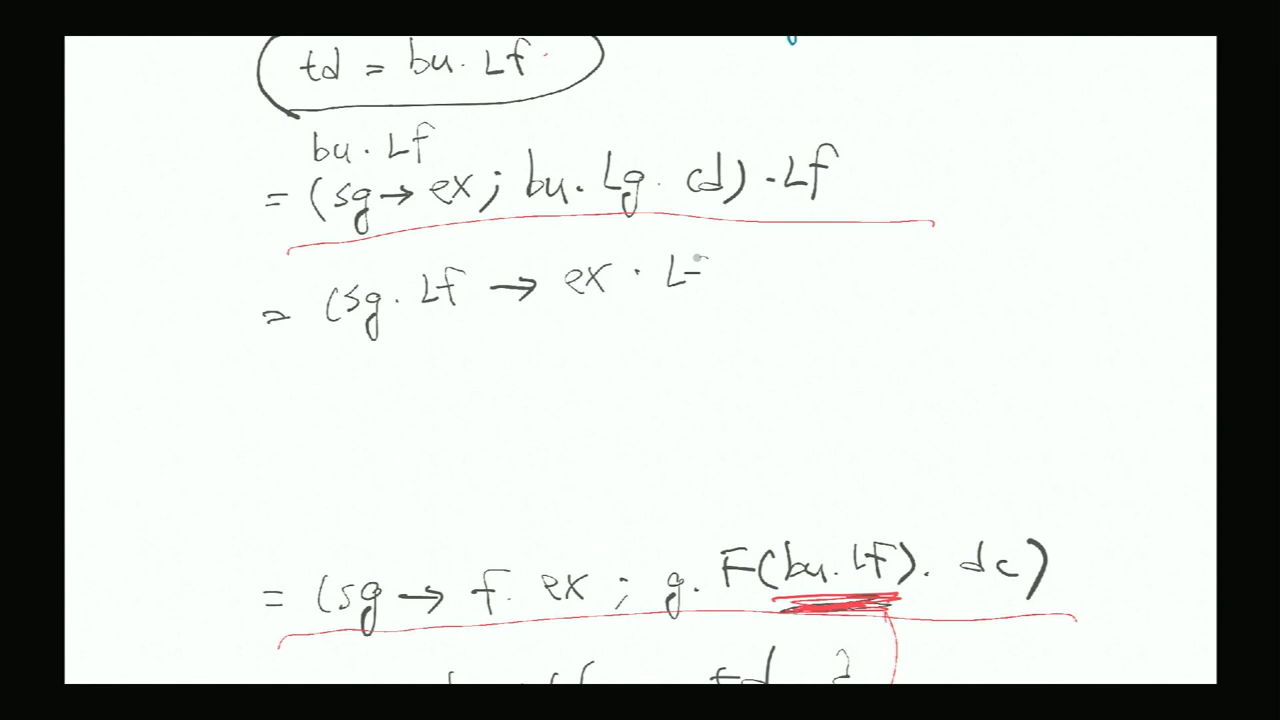 td = bu. Lf
bu. Lf
= (sg → ex; bu. Lg. cd) . Lf
= (sg. Lf → ex . L
= (sg → f. ex ; g. F(bu. Lf). dc)
td